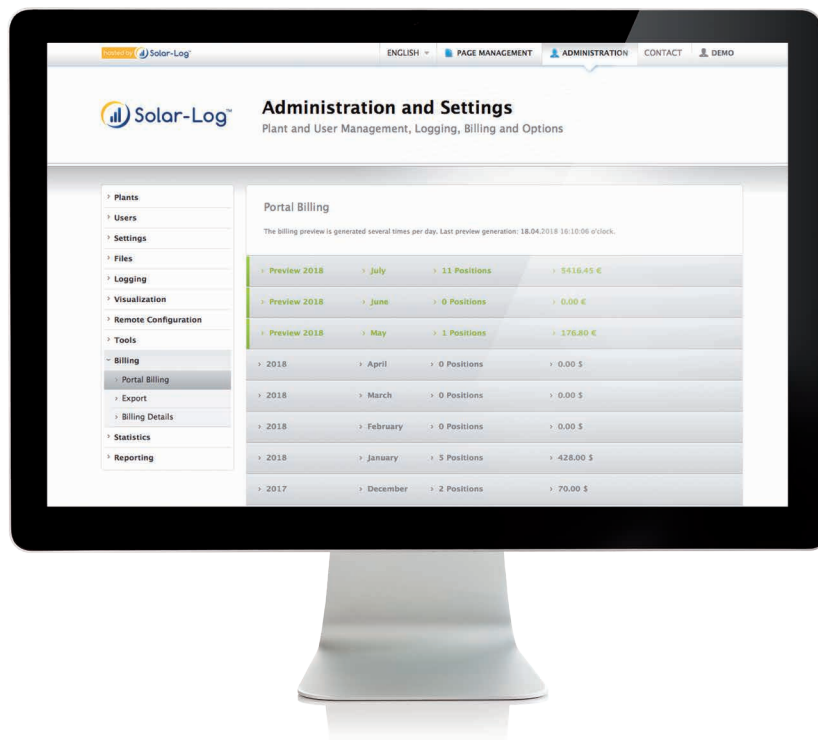 hosted by Solar-Log™
ENGLISH
PAGE MANAGEMENT
ADMINISTRATION
CONTACT
DEMO
Solar-Log™
Administration and Settings
Plant and User Management, Logging, Billing and Options
Plants
Users
Settings
Files
Logging
Visualization
Remote Configuration
Tools
Billing
Portal Billing
Export
Billing Details
Statistics
Reporting
Portal Billing
The billing preview is generated several times per day. Last preview generation: 18.04.2018 16:10:06 o'clock.
Preview 2018 July 11 Positions 5416.45 €
Preview 2018 June 0 Positions 0.00 €
Preview 2018 May 1 Positions 176.80 €
2018 April 0 Positions 0.00 $
2018 March 0 Positions 0.00 $
2018 February 0 Positions 0.00 $
2018 January 5 Positions 428.00 $
2017 December 2 Positions 70.00 $